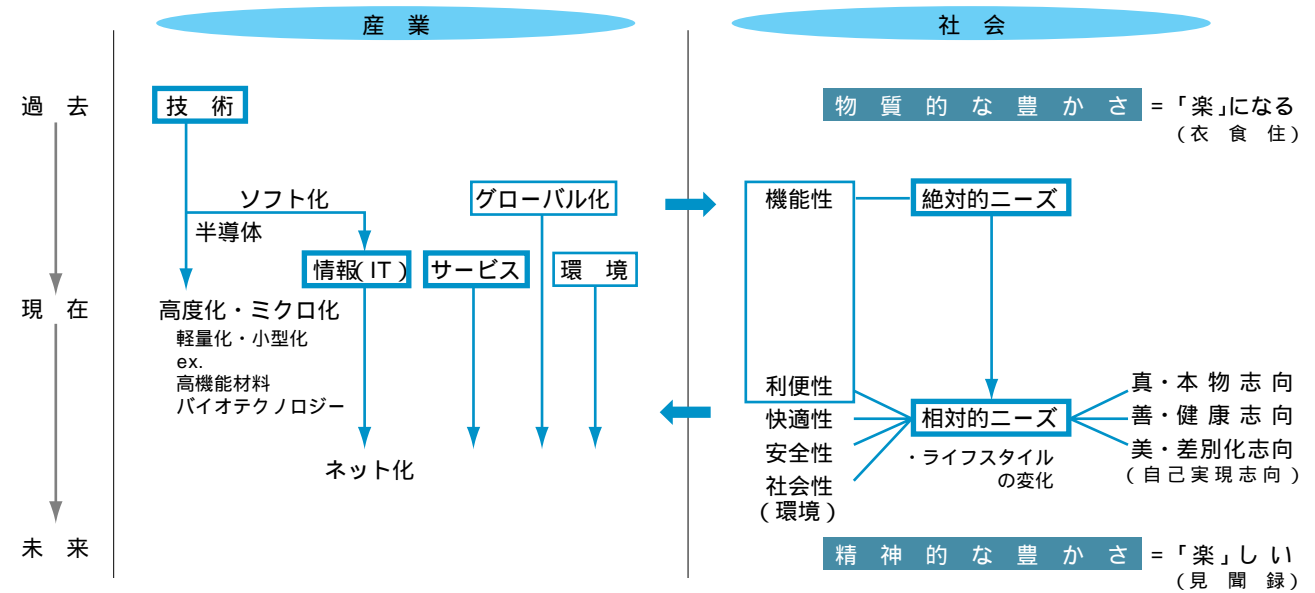 産 業
社 会
過 去
技 術
物 質 的 な 豊 か さ =「楽」になる
(衣 食 住)
ソフト化
半導体
グローバル化
機能性
絶対的ニーズ
情報(IT)
サービス
環 境
現 在
高度化・ミクロ化
軽量化・小型化
ex.
高機能材料
バイオテクノロジー
利便性
快適性
安全性
社会性
(環境)
相対的ニーズ
・ライフスタイル
の変化
真・本 物 志 向
善・健 康 志 向
美・差別化志向
(自己実現志向)
ネット化
未 来
精 神 的 な 豊 か さ =「楽」し い
(見 聞 録)